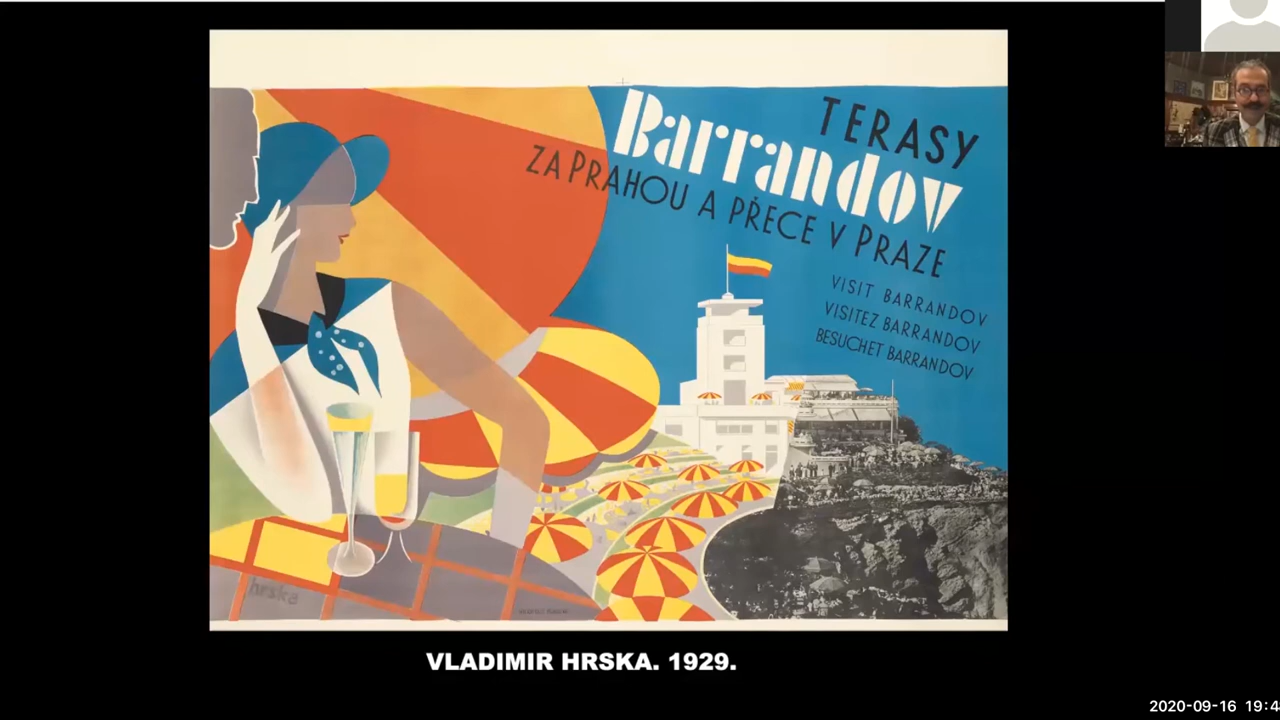 TERASY
Barrandov
ZA PRAHOU A PŘECE V PRAZE
VISIT BARRANDOV
VISITEZ BARRANDOV
BESUCHET BARRANDOV
hrska
VLADIMIR HRSKA. 1929.
2020-09-16 19:4